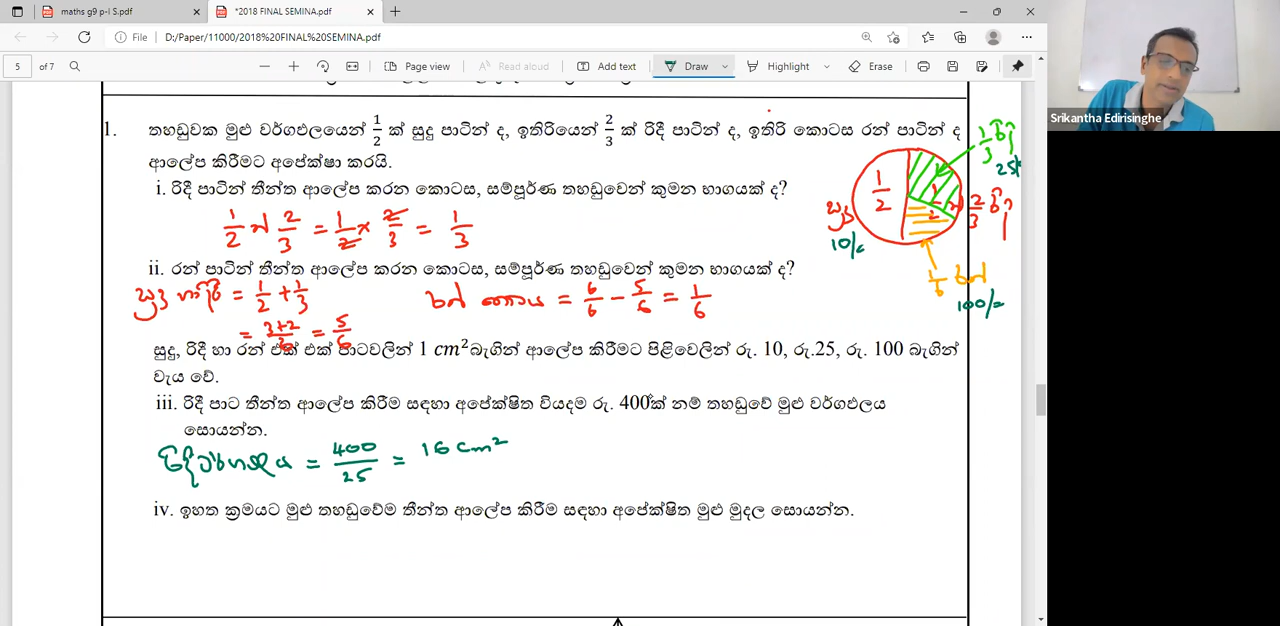 maths g9 p-I S.pdf
*2018 FINAL SEMINA.pdf
File D:/Paper/11000/2018%20FINAL%20SEMINA.pdf
5 of 7 Page view Read aloud Add text Draw Highlight Erase
Srikantha Edirisinghe
1. තහඩුවක මුළු වර්ගඵලයෙන් 1/2 ක් සුදු පාටින් ද, ඉතිරියෙන් 2/3 ක් රිදී පාටින් ද, ඉතිරි කොටස රන් පාටින් ද
ආලේප කිරීමට අපේක්ෂා කරයි.
1/3 රිදී
25/=
1/2
1/2 න් 2/3 රිදී
සුදු
10/=
1/6 රන්
100/=
i. රිදී පාටින් තීන්ත ආලේප කරන කොටස, සම්පූර්ණ තහඩුවෙන් කුමන භාගයක් ද?
1/2 න් 2/3 = 1/2 × 2/3 = 1/3
ii. රන් පාටින් තීන්ත ආලේප කරන කොටස, සම්පූර්ණ තහඩුවෙන් කුමන භාගයක් ද?
= 1/2 + 1/3 රන් = 6/6 - 5/6 = 1/6
= 3+2/6 = 5/6
සුදු, රිදී හා රන් එක් එක් පාටවලින් 1 cm² බැගින් ආලේප කිරීමට පිළිවෙලින් රු. 10, රු.25, රු. 100 බැගින්
වැය වේ.
iii. රිදී පාට තීන්ත ආලේප කිරීම සඳහා අපේක්ෂිත වියදම රු. 400ක් නම් තහඩුවේ මුළු වර්ගඵලය
සොයන්න.
= 400/25 = 16 cm²
iv. ඉහත ක්‍රමයට මුළු තහඩුවේම තීන්ත ආලේප කිරීම සඳහා අපේක්ෂිත මුළු මුදල සොයන්න.